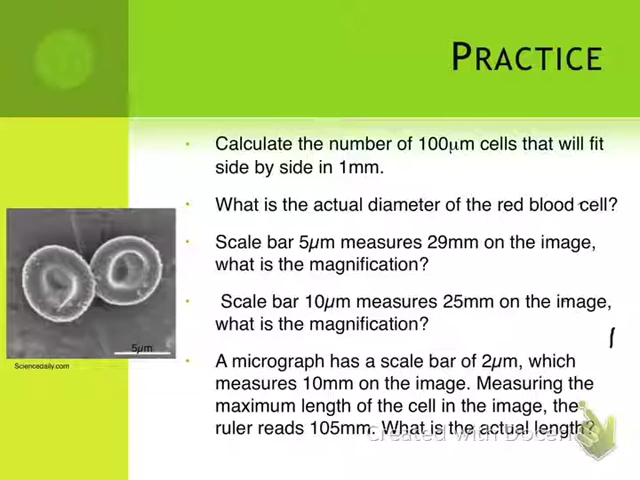 PRACTICE
Calculate the number of 100µm cells that will fit
side by side in 1mm.
What is the actual diameter of the red blood cell?
Scale bar 5µm measures 29mm on the image,
what is the magnification?
Scale bar 10µm measures 25mm on the image,
what is the magnification?
A micrograph has a scale bar of 2µm, which
measures 10mm on the image. Measuring the
maximum length of the cell in the image, the
ruler reads 105mm. What is the actual length?
5µm
Sciencedaily.com
Created with